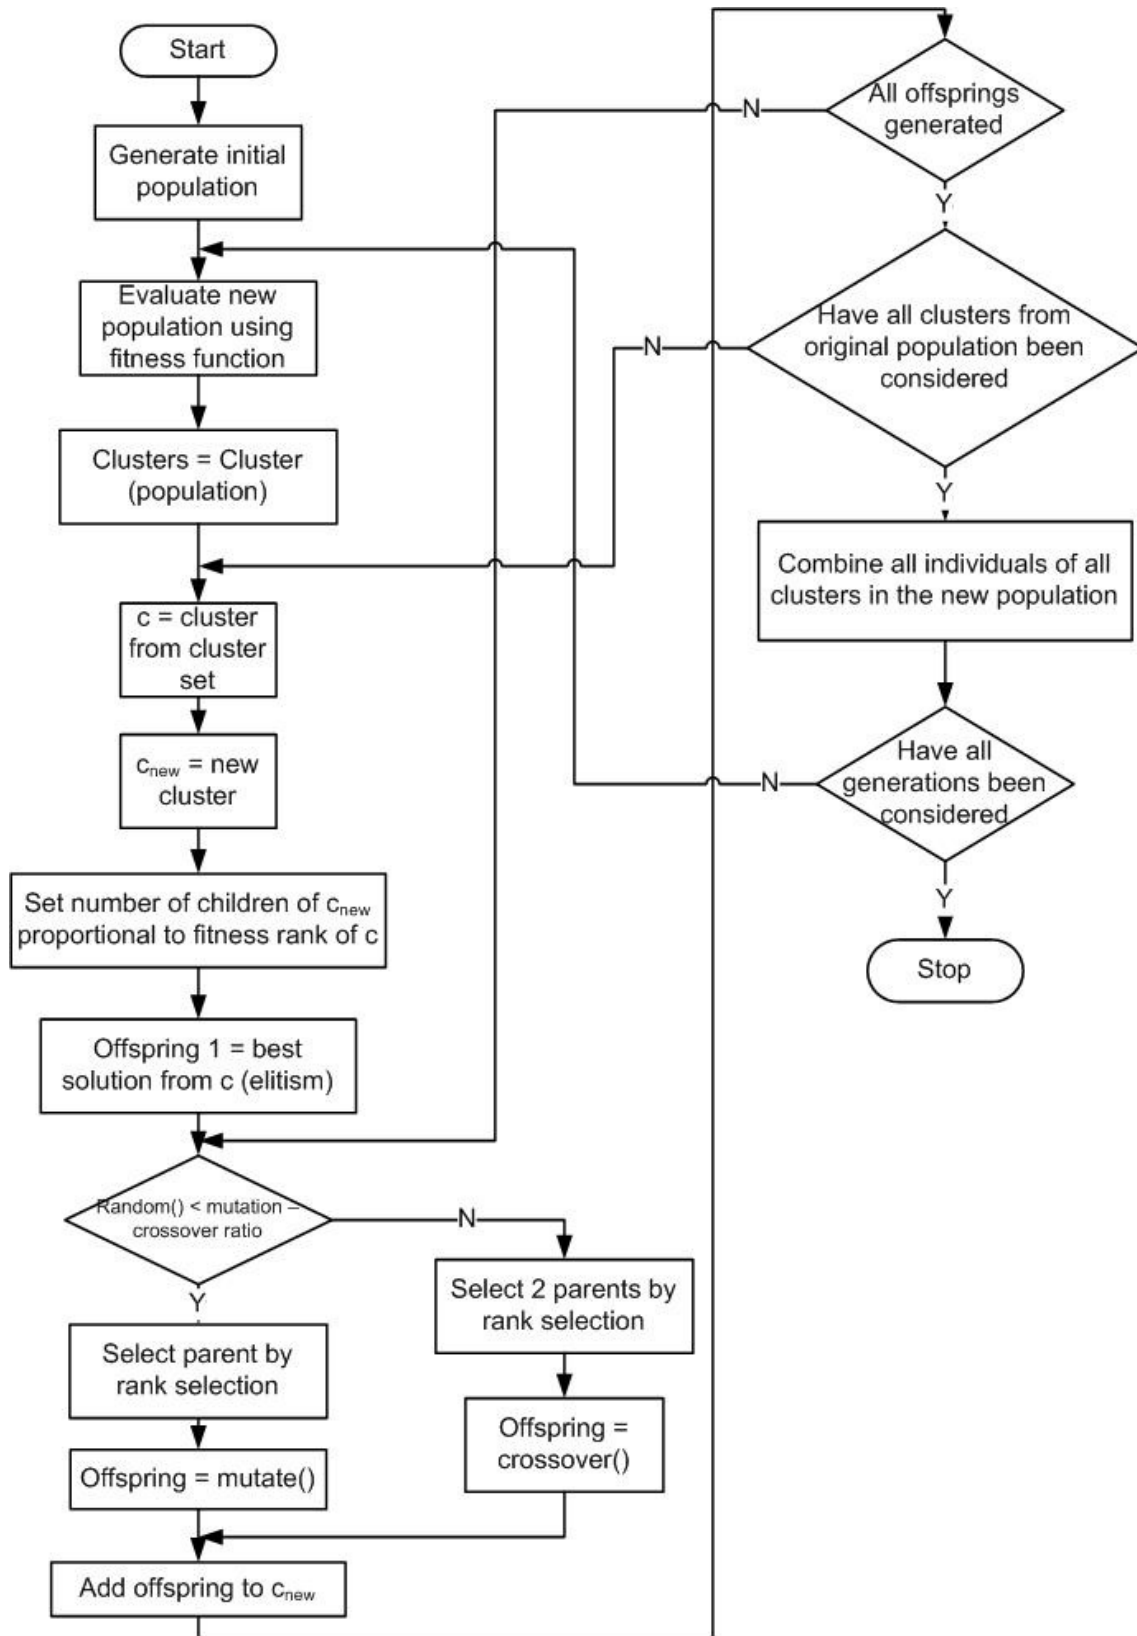 Start
Generate initial
population
Evaluate new
population using
fitness function
Clusters = Cluster
(population)
c = cluster
from cluster
set
cnew = new
cluster
Set number of children of cnew
proportional to fitness rank of c
Offspring 1 = best
solution from c (elitism)
Random() < mutation –
crossover ratio
N
Y
Select parent by
rank selection
Offspring = mutate()
Select 2 parents by
rank selection
Offspring =
crossover()
Add offspring to cnew
All offsprings
generated
N
Y
Have all clusters from
original population been
considered
N
Y
Combine all individuals of all
clusters in the new population
Have all
generations been
considered
N
Y
Stop